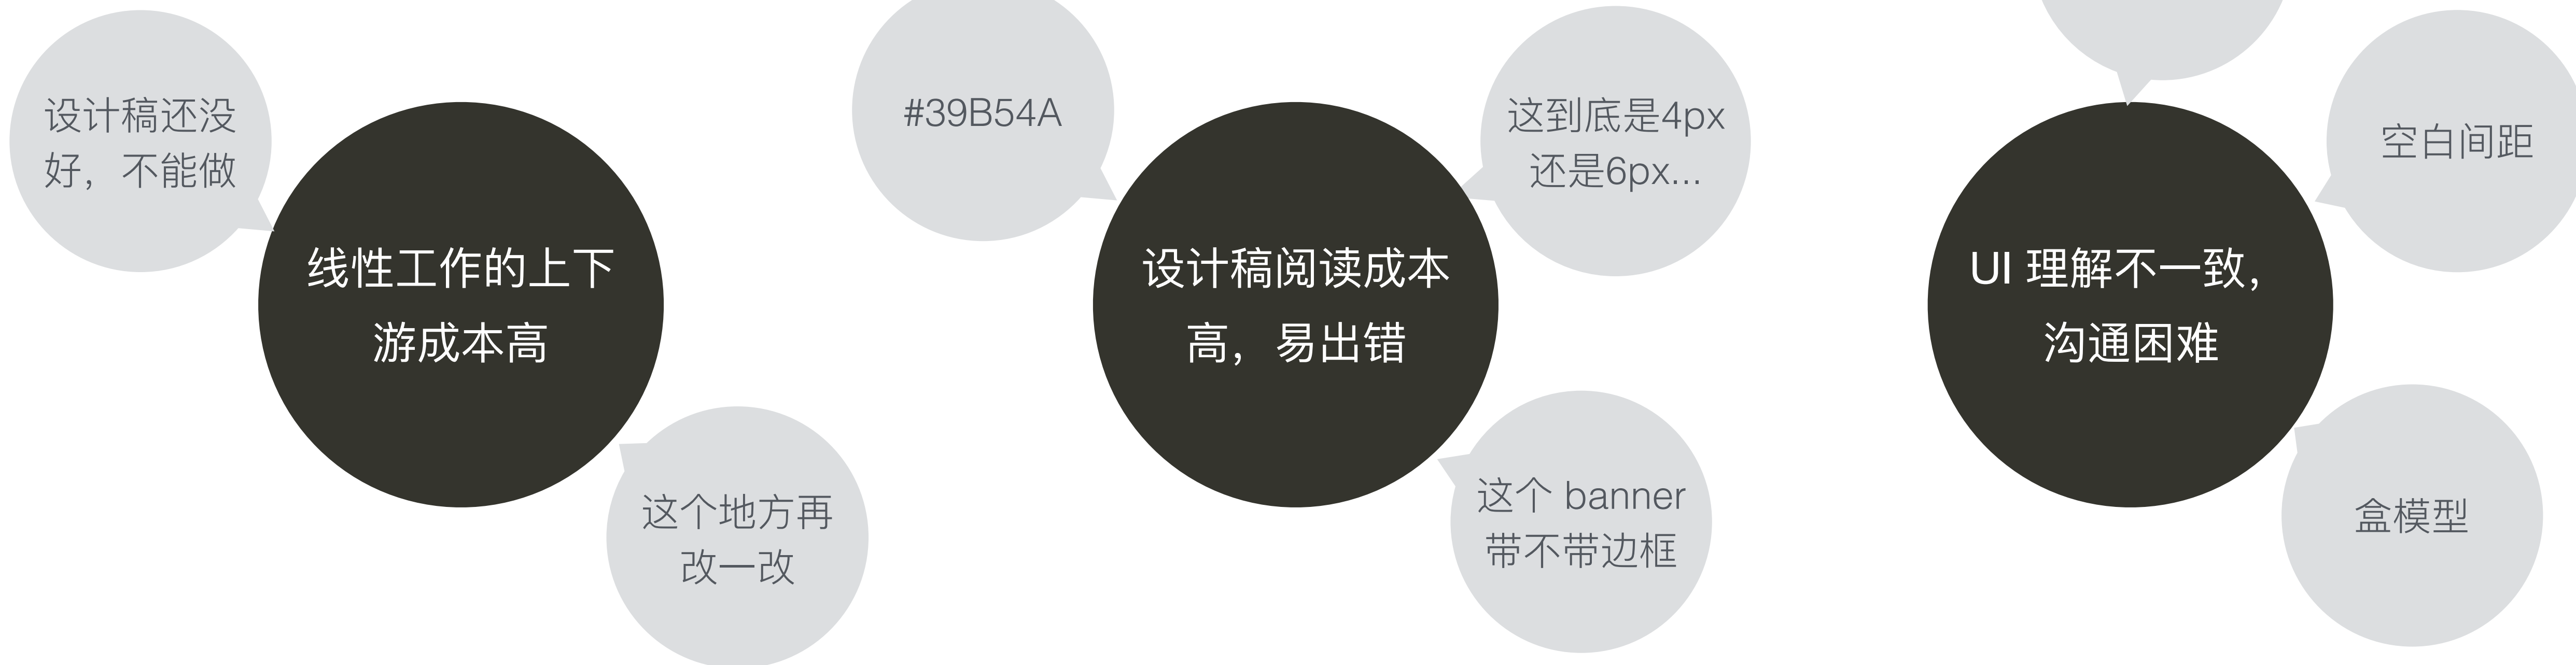 设计稿还没
好，不能做
线性工作的上下
游成本高
这个地方再
改一改
#39B54A
设计稿阅读成本
高，易出错
这到底是4px
还是6px...
这个 banner
带不带边框
UI 理解不一致，
沟通困难
空白间距
盒模型